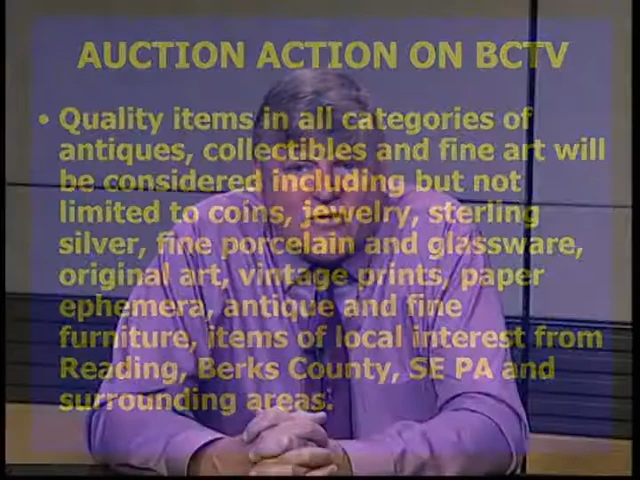 AUCTION ACTION ON BCTV
• Quality items in all categories of
antiques, collectibles and fine art will
be considered including but not
limited to coins, jewelry, sterling
silver, fine porcelain and glassware,
original art, vintage prints, paper
ephemera, antique and fine
furniture, items of local interest from
Reading, Berks County, SE PA and
surrounding areas.